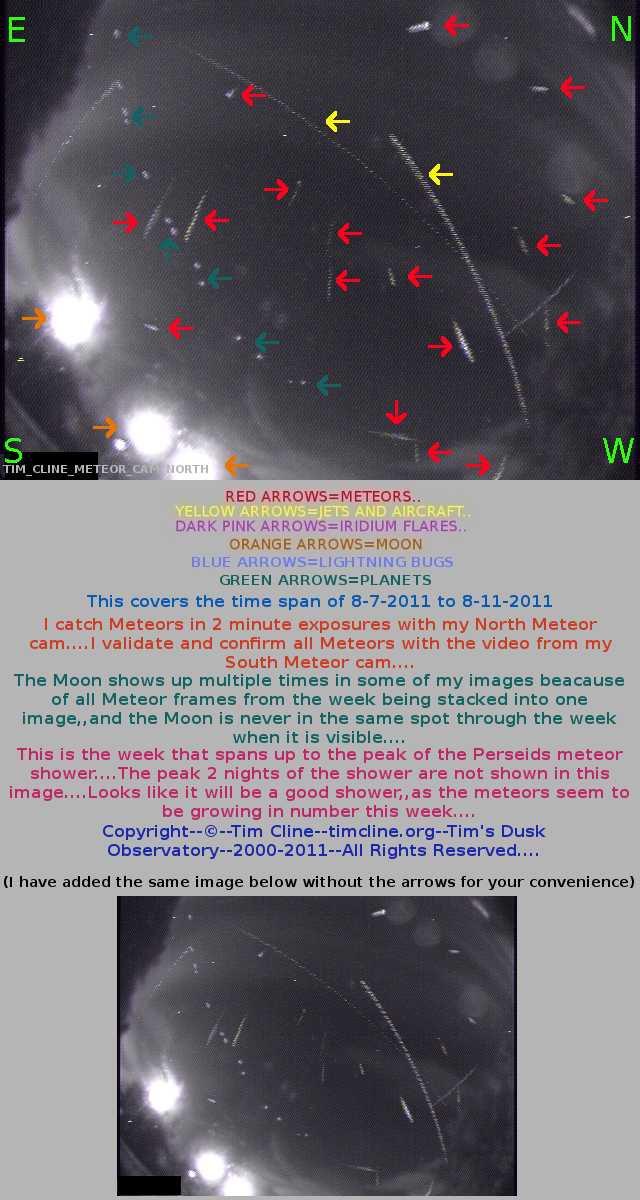 E
N
S
W
TIM_CLINE_METEOR_CAM_NORTH
RED ARROWS=METEORS..
YELLOW ARROWS=JETS AND AIRCRAFT..
DARK PINK ARROWS=IRIDIUM FLARES..
ORANGE ARROWS=MOON
BLUE ARROWS=LIGHTNING BUGS
GREEN ARROWS=PLANETS
This covers the time span of 8-7-2011 to 8-11-2011
I catch Meteors in 2 minute exposures with my North Meteor
cam....I validate and confirm all Meteors with the video from my
South Meteor cam....
The Moon shows up multiple times in some of my images beacause
of all Meteor frames from the week being stacked into one
image,,and the Moon is never in the same spot through the week
when it is visible....
This is the week that spans up to the peak of the Perseids meteor
shower....The peak 2 nights of the shower are not shown in this
image....Looks like it will be a good shower,,as the meteors seem to
be growing in number this week....
Copyright--©--Tim Cline--timcline.org--Tim's Dusk
Observatory--2000-2011--All Rights Reserved....
(I have added the same image below without the arrows for your convenience)